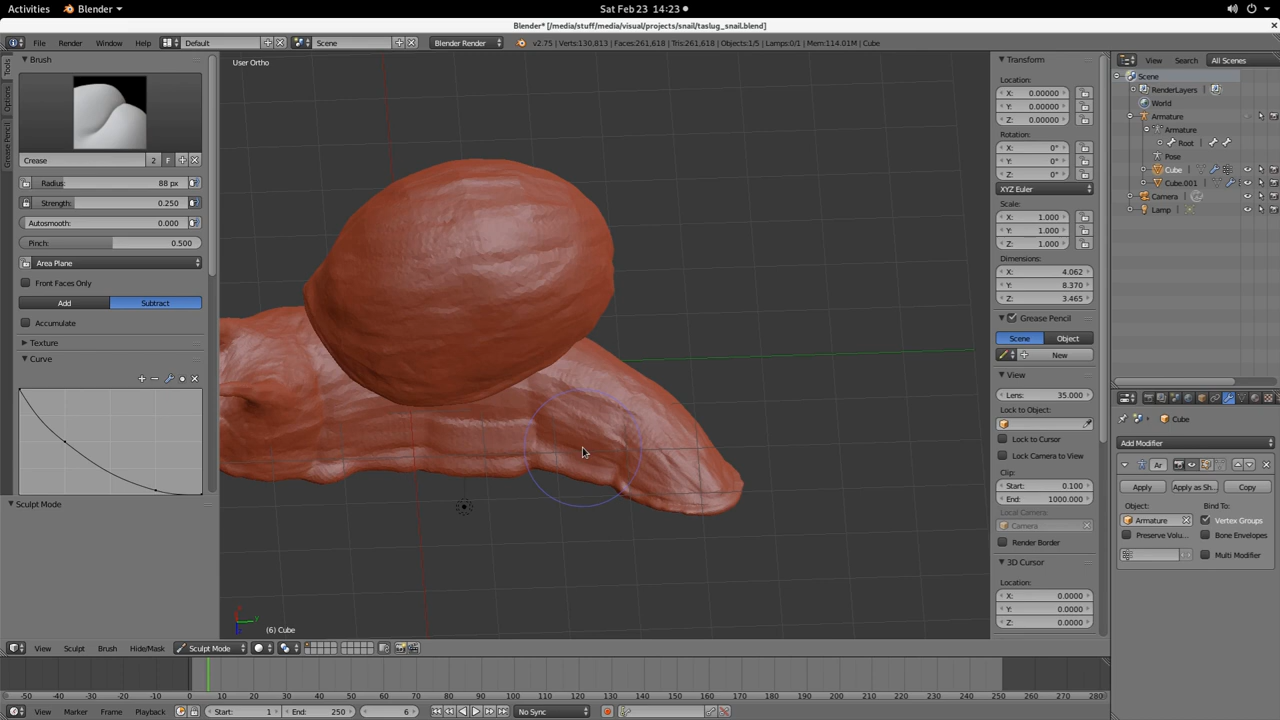 Activities Blender Sat Feb 23 14:23
Blender* [/media/stuff/media/visual/projects/snail/taslug_snail.blend]
File Render Window Help Default Scene Blender Render v2.75 | Verts:130,813 | Faces:261,618 | Tris:261,618 | Objects:1/5 | Lamps:0/1 | Mem:114.01M | Cube
Tools
Options
Grease Pencil
Brush
Crease 2 F
Radius: 88 px
Strength: 0.250
Autosmooth: 0.000
Pinch: 0.500
Area Plane
Front Faces Only
Add Subtract
Accumulate
Texture
Curve
Sculpt Mode
User Ortho
(6) Cube
Transform
Location:
X: 0.00000
Y: 0.00000
Z: 0.00000
Rotation:
X: 0°
Y: 0°
Z: 0°
XYZ Euler
Scale:
X: 1.000
Y: 1.000
Z: 1.000
Dimensions:
X: 4.062
Y: 8.370
Z: 3.465
Grease Pencil
Scene Object
New
View
Lens: 35.000
Lock to Object:
Lock to Cursor
Lock Camera to View
Clip:
Start: 0.100
End: 1000.000
Local Camera:
Camera
Render Border
3D Cursor
Location:
X: 0.0000
Y: 0.0000
Z: 0.0000
View Search All Scenes
Scene
RenderLayers
World
Armature
Armature
Root
Pose
Cube
Cube.001
Camera
Lamp
Cube
Add Modifier
Ar
Apply Apply as Sh... Copy
Object: Bind To:
Armature Vertex Groups
Preserve Volu... Bone Envelopes
Multi Modifier
View Sculpt Brush Hide/Mask Sculpt Mode
-50 -40 -30 -20 -10 0 10 20 30 40 50 60 70 80 90 100 110 120 130 140 150 160 170 180 190 200 210 220 230 240 250 260 270 280
View Marker Frame Playback Start: 1 End: 250 6 No Sync